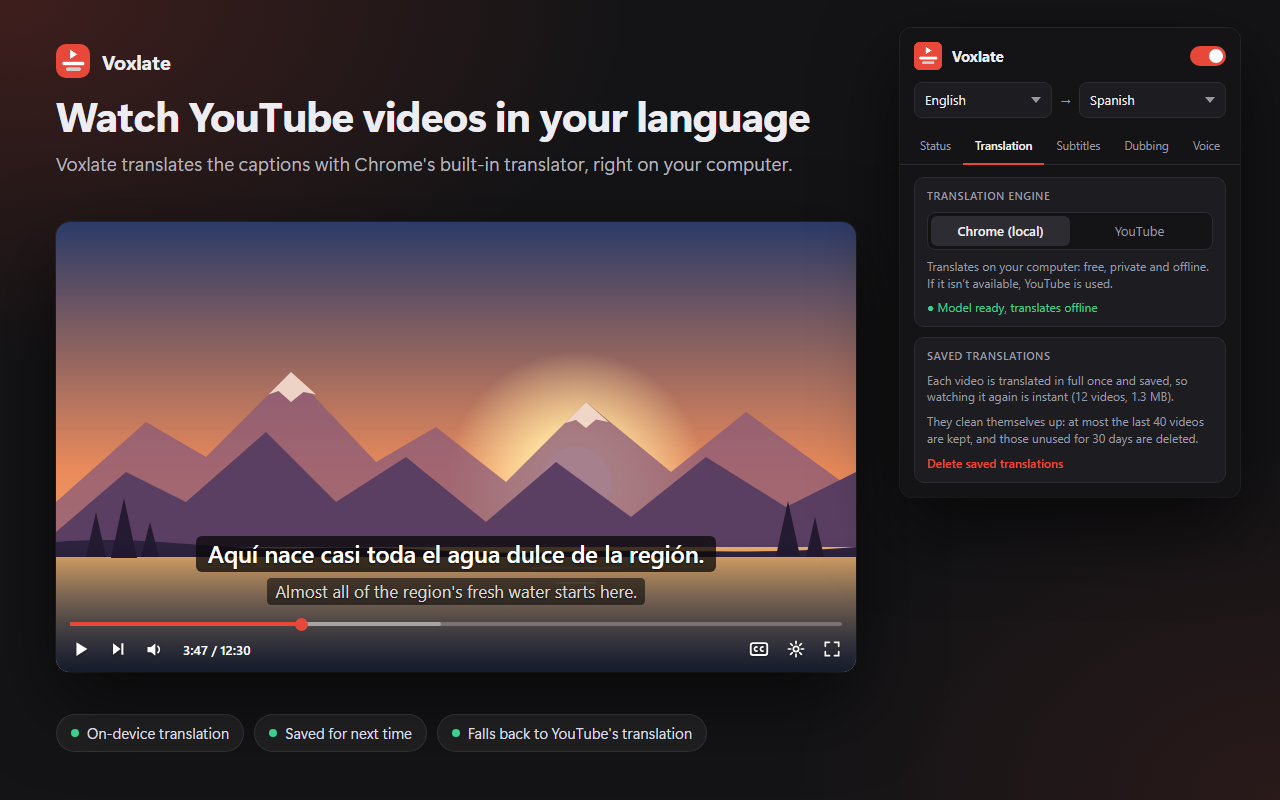 Voxlate
Watch YouTube videos in your language
Voxlate translates the captions with Chrome's built-in translator, right on your computer.
Aquí nace casi toda el agua dulce de la región.
Almost all of the region's fresh water starts here.
3:47 / 12:30
CC
On-device translation
Saved for next time
Falls back to YouTube's translation
Voxlate
English → Spanish
Status Translation Subtitles Dubbing Voice
TRANSLATION ENGINE
Chrome (local) YouTube
Translates on your computer: free, private and offline.
If it isn't available, YouTube is used.
● Model ready, translates offline
SAVED TRANSLATIONS
Each video is translated in full once and saved, so
watching it again is instant (12 videos, 1.3 MB).
They clean themselves up: at most the last 40 videos
are kept, and those unused for 30 days are deleted.
Delete saved translations